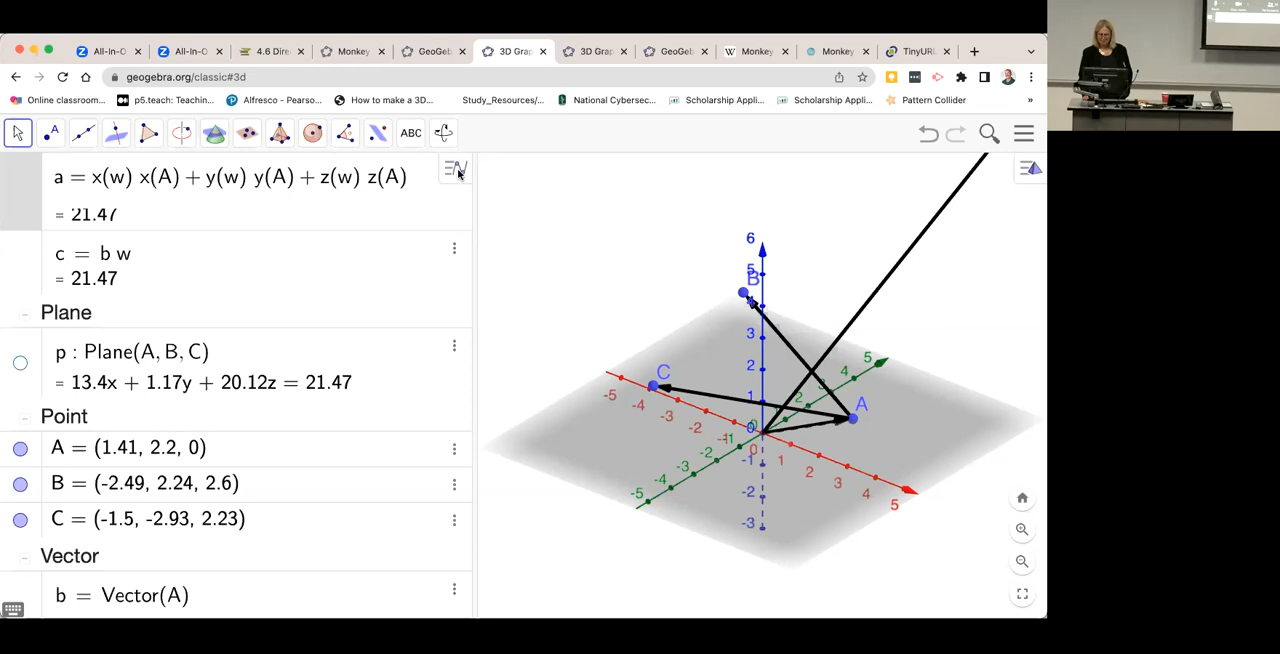 All-In-O
All-In-O
4.6 Dire
Monkey
GeoGeb
3D Grap
3D Grap
GeoGeb
Monkey
Monkey
TinyUR
geogebra.org/classic#3d
Online classroom...
p5.teach: Teachin...
Alfresco - Pearso...
How to make a 3D...
Study_Resources/...
National Cybersec...
Scholarship Appli...
Scholarship Appli...
Pattern Collider
»
ABC
a = x(w) x(A) + y(w) y(A) + z(w) z(A)
= 21.47
c = b w
= 21.47
Plane
p : Plane(A, B, C)
= 13.4x + 1.17y + 20.12z = 21.47
Point
A = (1.41, 2.2, 0)
B = (-2.49, 2.24, 2.6)
C = (-1.5, -2.93, 2.23)
Vector
b = Vector(A)
6
5
B
4
3
2
1
0
-1
-2
-3
C
A
-5
-4
-3
-2
-1
0
1
2
3
4
5
-5
-4
-3
-2
-1
0
2
3
4
5